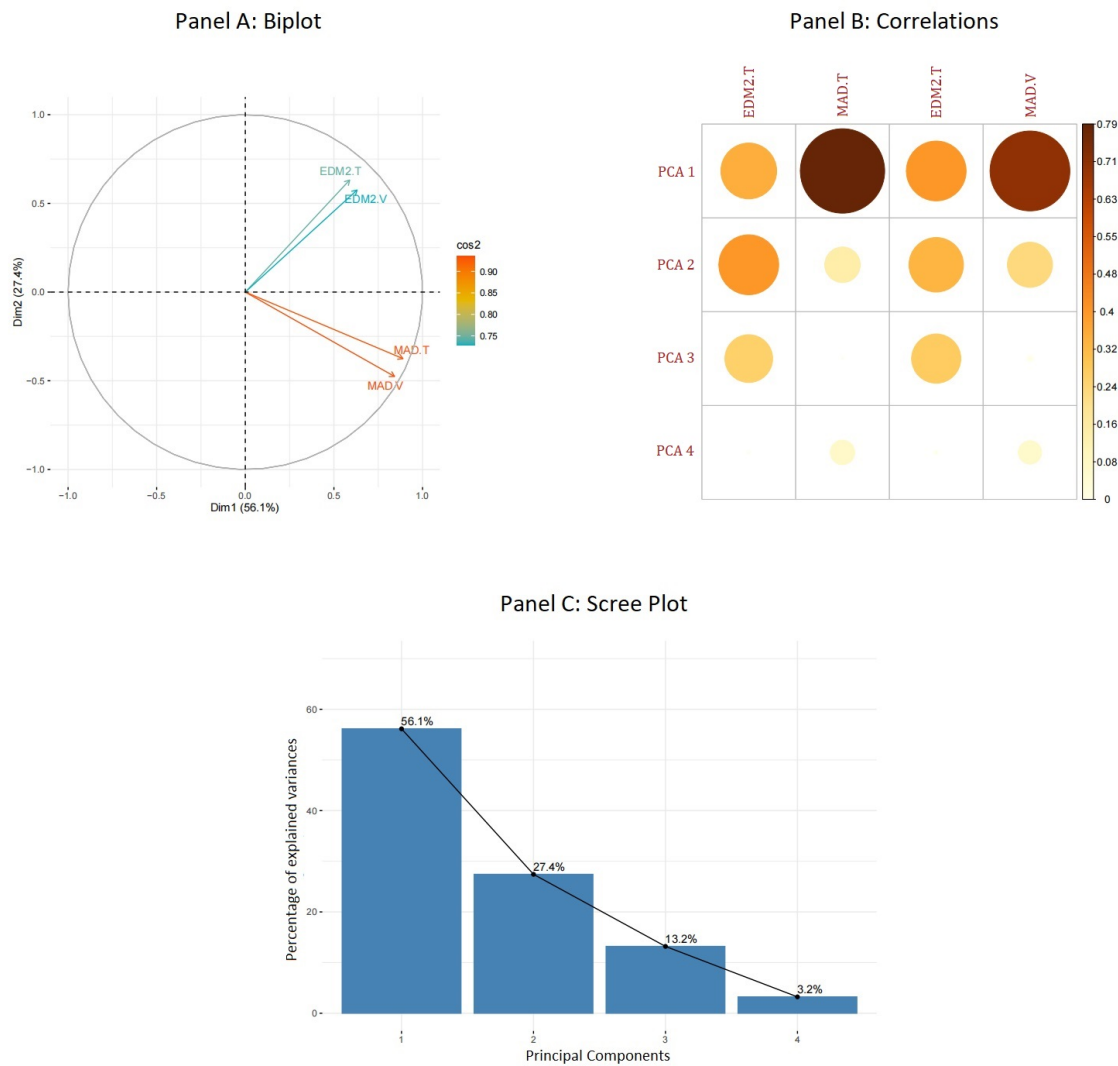 Panel A: Biplot
Panel B: Correlations
1.0
0.5
0.0
−0.5
−1.0
−1.0
−0.5
0.0
0.5
1.0
Dim2 (27.4%)
Dim1 (56.1%)
EDM2.T
EDM2.V
MAD.T
MAD.V
cos2
0.90
0.85
0.80
0.75
EDM2.T
MAD.T
EDM2.T
MAD.V
PCA 1
PCA 2
PCA 3
PCA 4
0.79
0.71
0.63
0.55
0.48
0.4
0.32
0.24
0.16
0.08
0
Panel C: Scree Plot
Percentage of explained variances
60
40
20
0
56.1%
27.4%
13.2%
3.2%
1
2
3
4
Principal Components